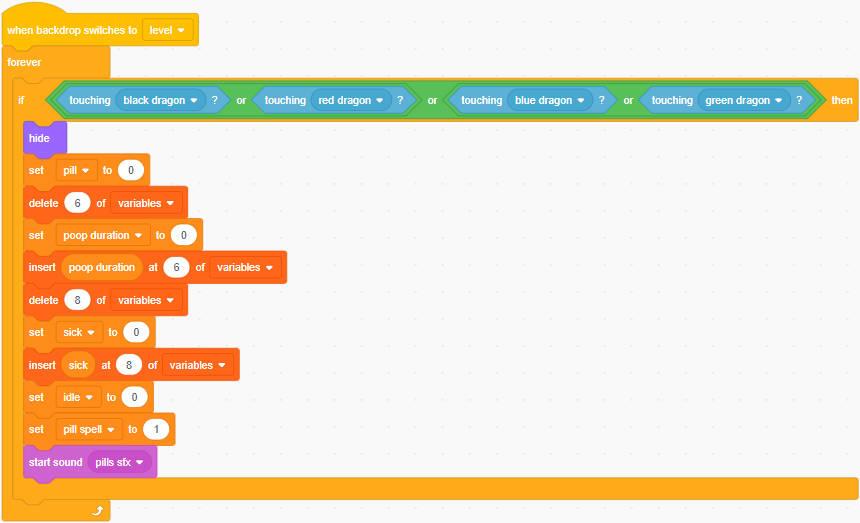 when backdrop switches to level
forever
if touching black dragon ? or touching red dragon ? or touching blue dragon ? or touching green dragon ? then
hide
set pill to 0
delete 6 of variables
set poop duration to 0
insert poop duration at 6 of variables
delete 8 of variables
set sick to 0
insert sick at 8 of variables
set idle to 0
set pill spell to 1
start sound pills sfx